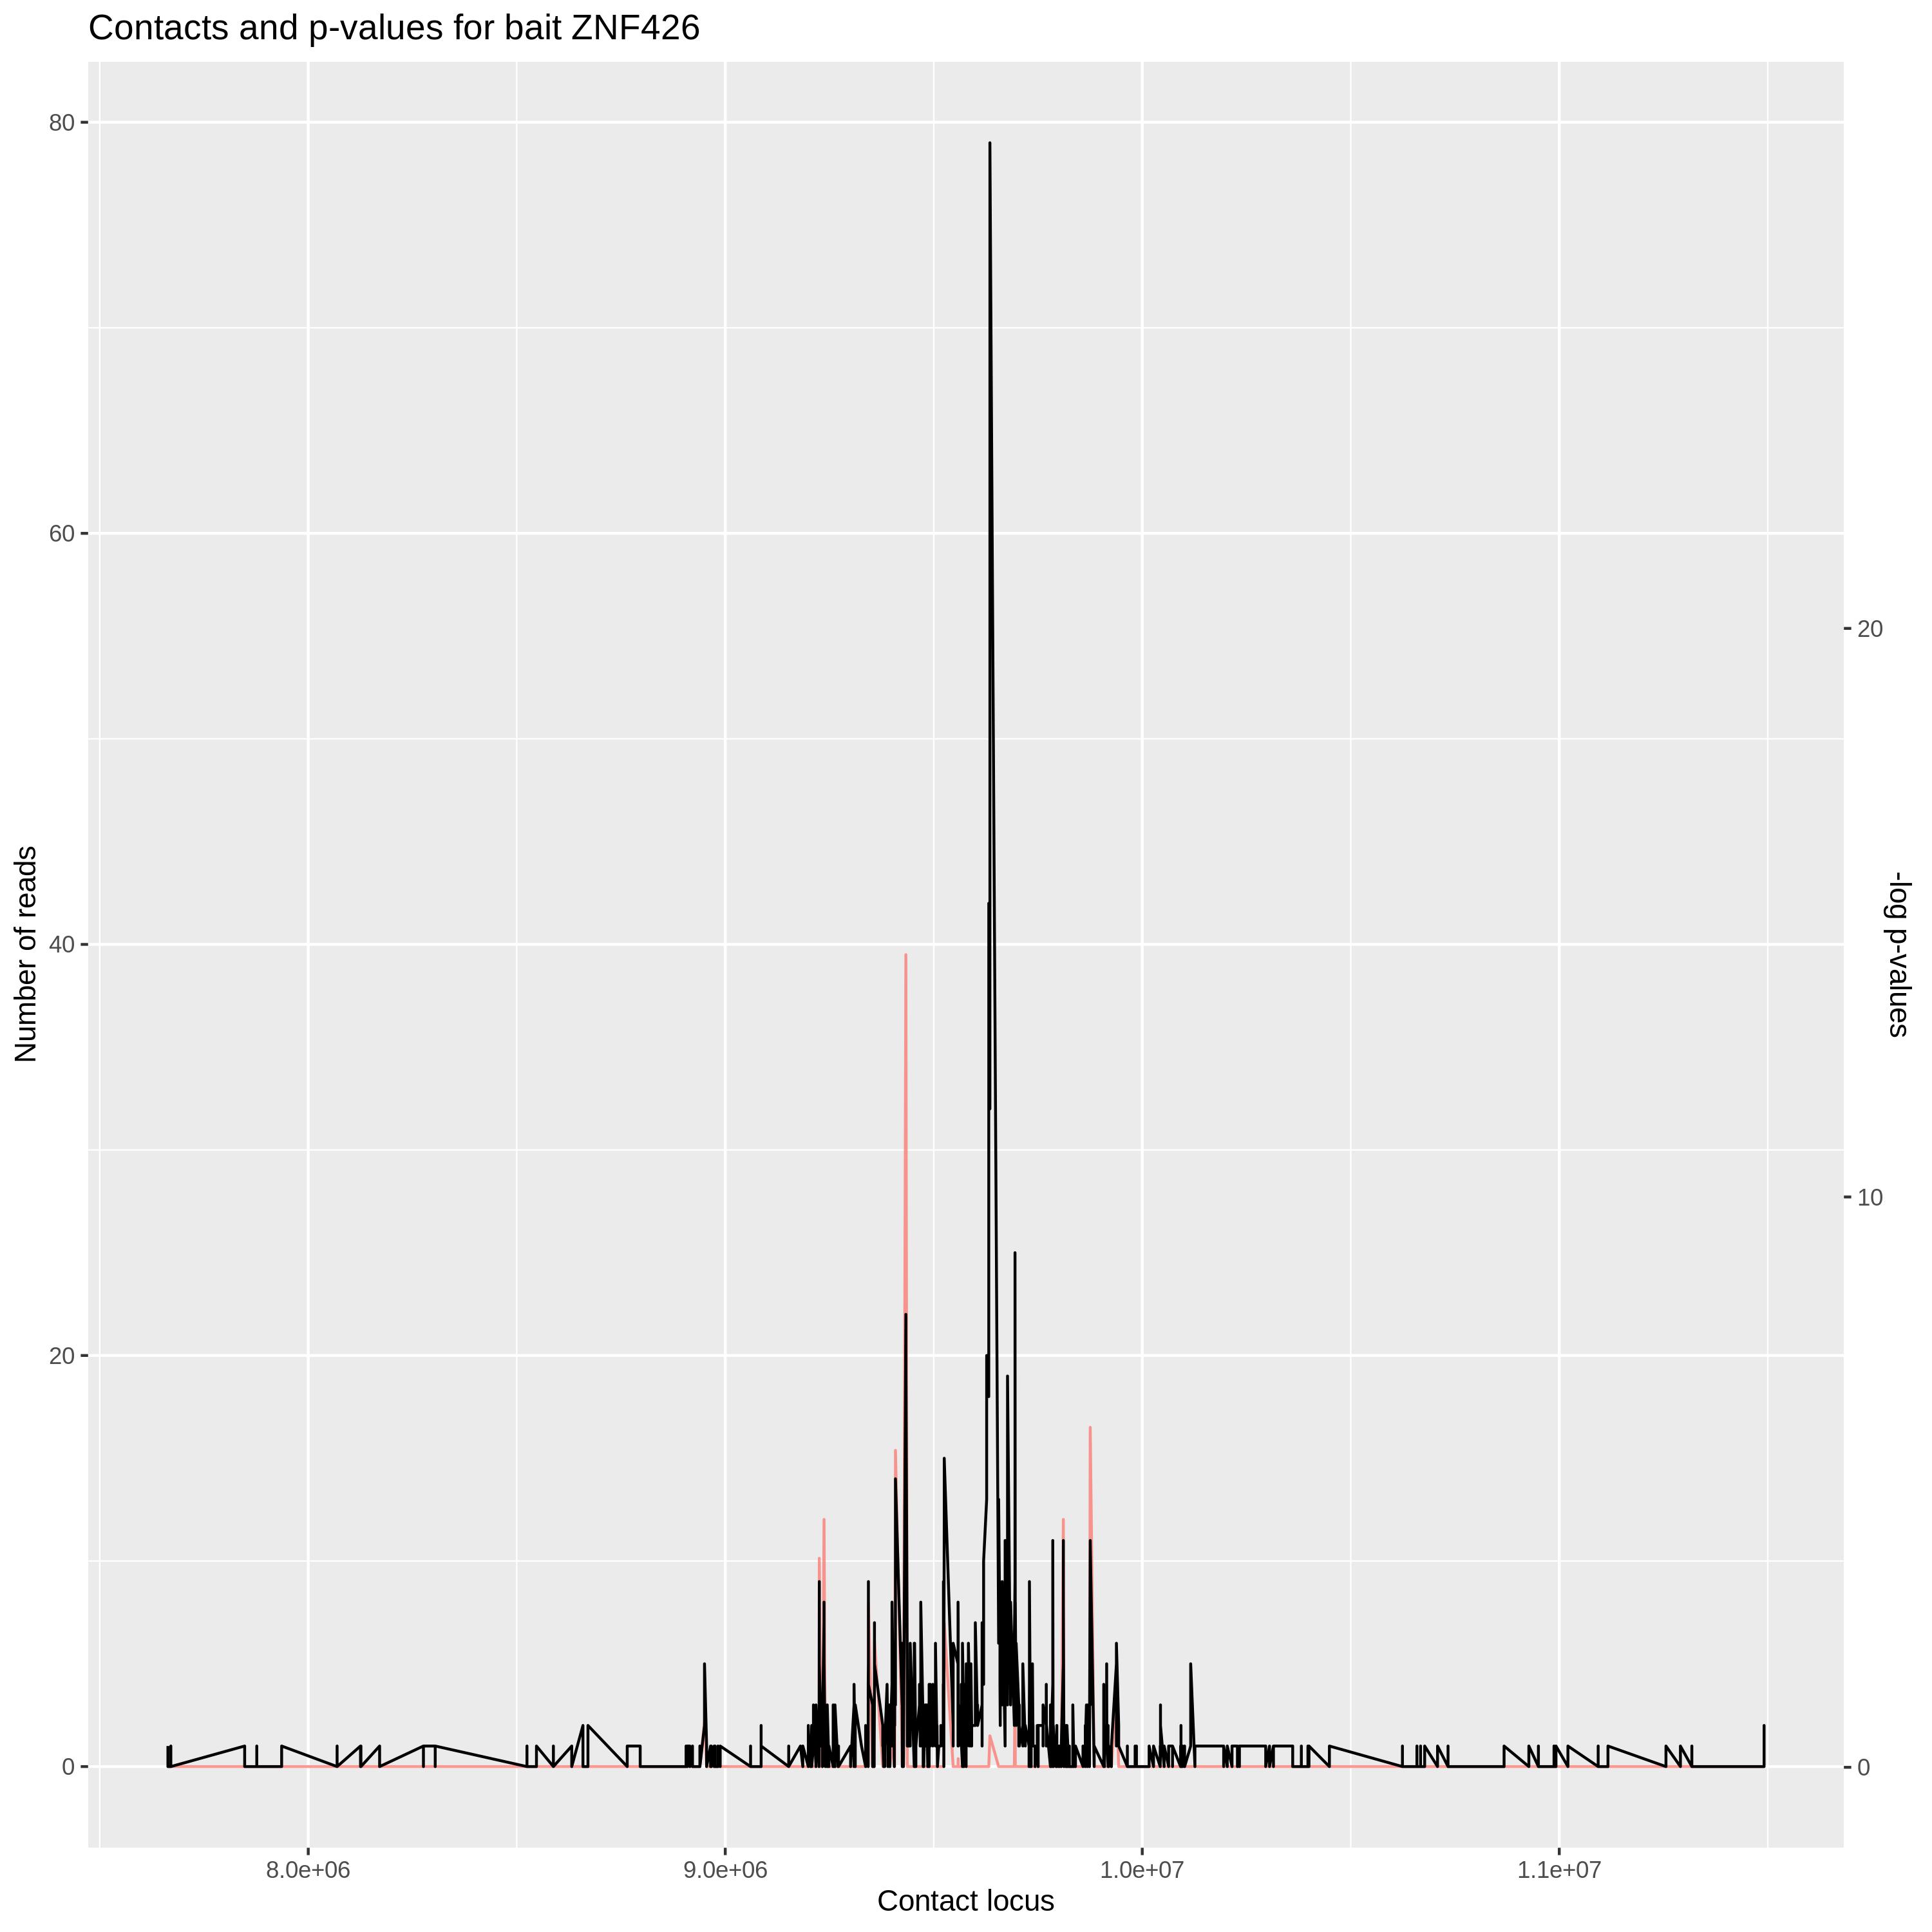 Contacts and p-values for bait ZNF426
80
60
40
20
0
Number of reads
20
10
0
-log p-values
8.0e+06
9.0e+06
1.0e+07
1.1e+07
Contact locus